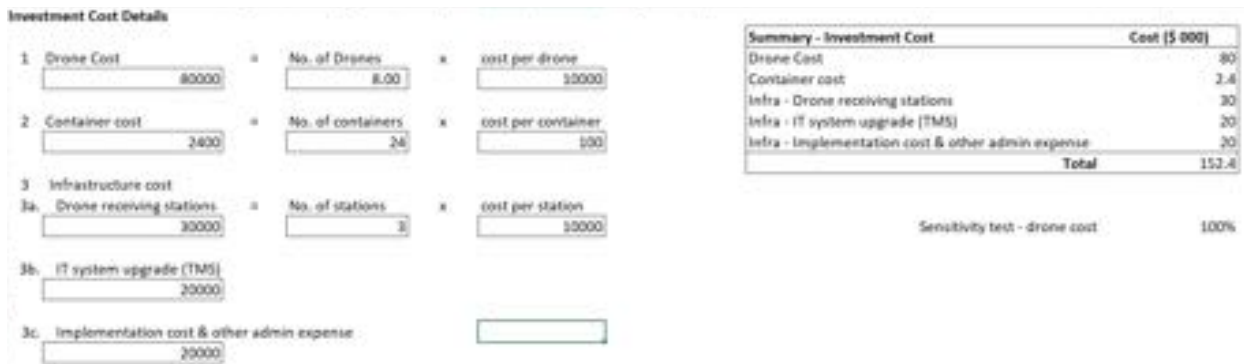 Investment Cost Details
1 Drone Cost = No. of Drones x cost per drone
80000 8.00 10000
2 Container cost = No. of containers x cost per container
2400 24 100
3 Infrastructure cost
3a. Drone receiving stations = No. of stations x cost per station
30000 3 10000
3b. IT system upgrade (TMS)
20000
3c. Implementation cost & other admin expense
20000
Summary - Investment Cost Cost ($ 000)
Drone Cost 80
Container cost 2.4
Infra - Drone receiving stations 30
Infra - IT system upgrade (TMS) 20
Infra - Implementation cost & other admin expense 20
Total 152.4
Sensitivity test - drone cost 100%